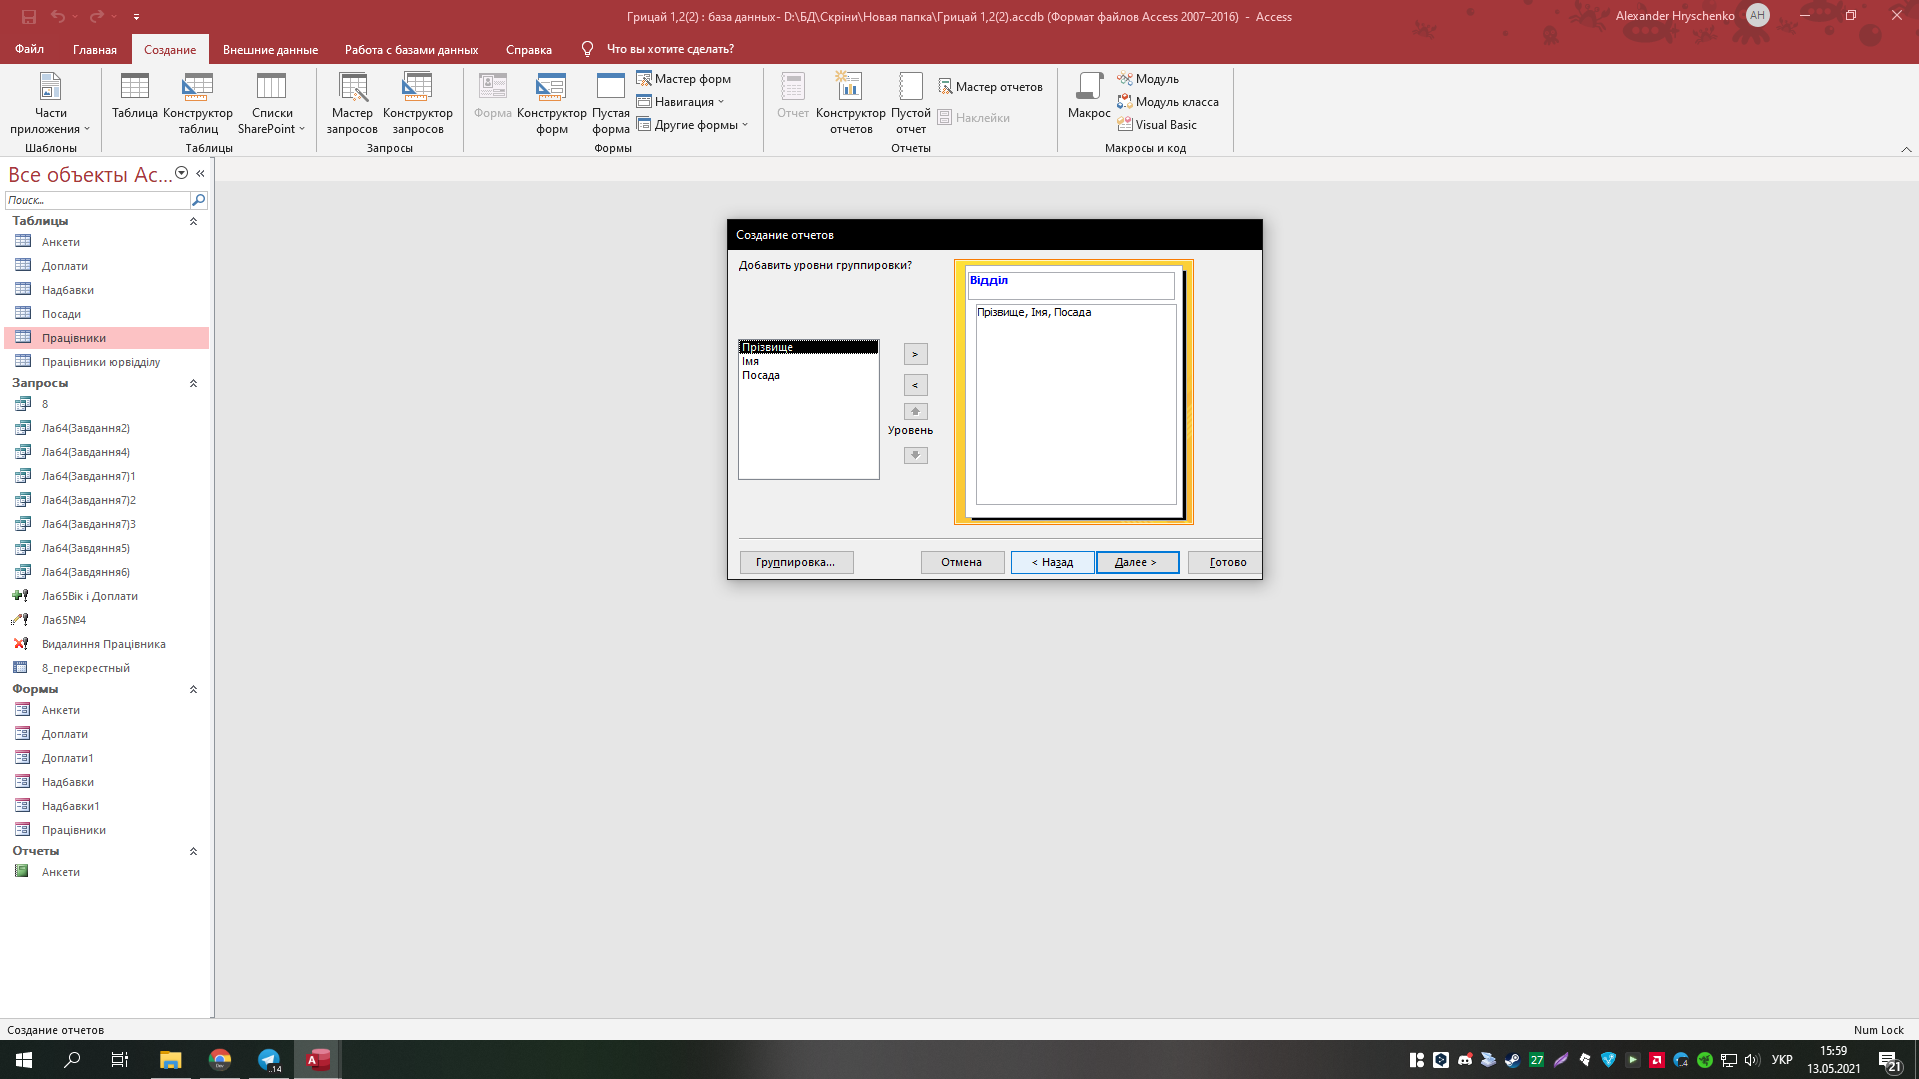 Грицай 1,2(2) : база данных- D:\БД\Скріни\Новая папка\Грицай 1,2(2).accdb (Формат файлов Access 2007–2016) - Access
Alexander Hryschenko
AH
Файл
Главная
Создание
Внешние данные
Работа с базами данных
Справка
Что вы хотите сделать?
Части приложения
Шаблоны
Таблица
Конструктор таблиц
Списки SharePoint
Таблицы
Мастер запросов
Конструктор запросов
Запросы
Форма
Конструктор форм
Пустая форма
Мастер форм
Навигация
Другие формы
Формы
Отчет
Конструктор отчетов
Пустой отчет
Мастер отчетов
Наклейки
Отчеты
Макрос
Модуль
Модуль класса
Visual Basic
Макросы и код
Все объекты Ac...
Поиск...
Таблицы
Анкети
Доплати
Надбавки
Посади
Працівники
Працівники юрвідділу
Запросы
8
Лаб4(Завдання2)
Лаб4(Завдання4)
Лаб4(Завдання7)1
Лаб4(Завдання7)2
Лаб4(Завдання7)3
Лаб4(Завдяння5)
Лаб4(Завдяння6)
Лаб5Вік і Доплати
Лаб5№4
Видалиння Працівника
8_перекрестный
Формы
Анкети
Доплати
Доплати1
Надбавки
Надбавки1
Працівники
Отчеты
Анкети
Создание отчетов
Добавить уровни группировки?
Прізвище
Імя
Посада
>
<
Уровень
Відділ
Прізвище, Імя, Посада
Группировка...
Отмена
< Назад
Далее >
Готово
Создание отчетов
Num Lock
..14
27
УКР
15:59
13.05.2021
21